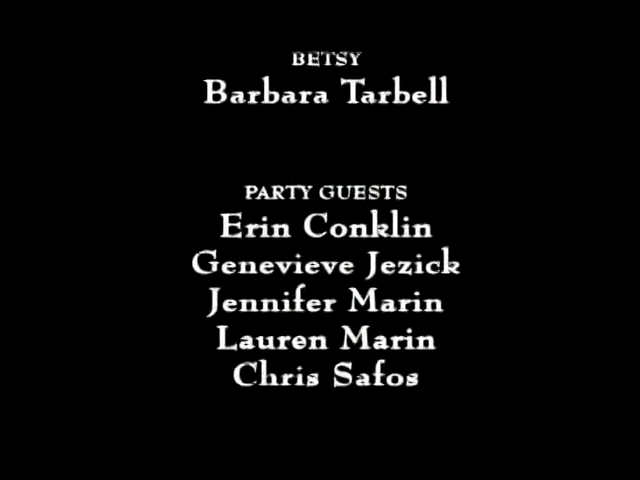 BETSY
Barbara Tarbell
PARTY GUESTS
Erin Conklin
Genevieve Jezick
Jennifer Marin
Lauren Marin
Chris Safos